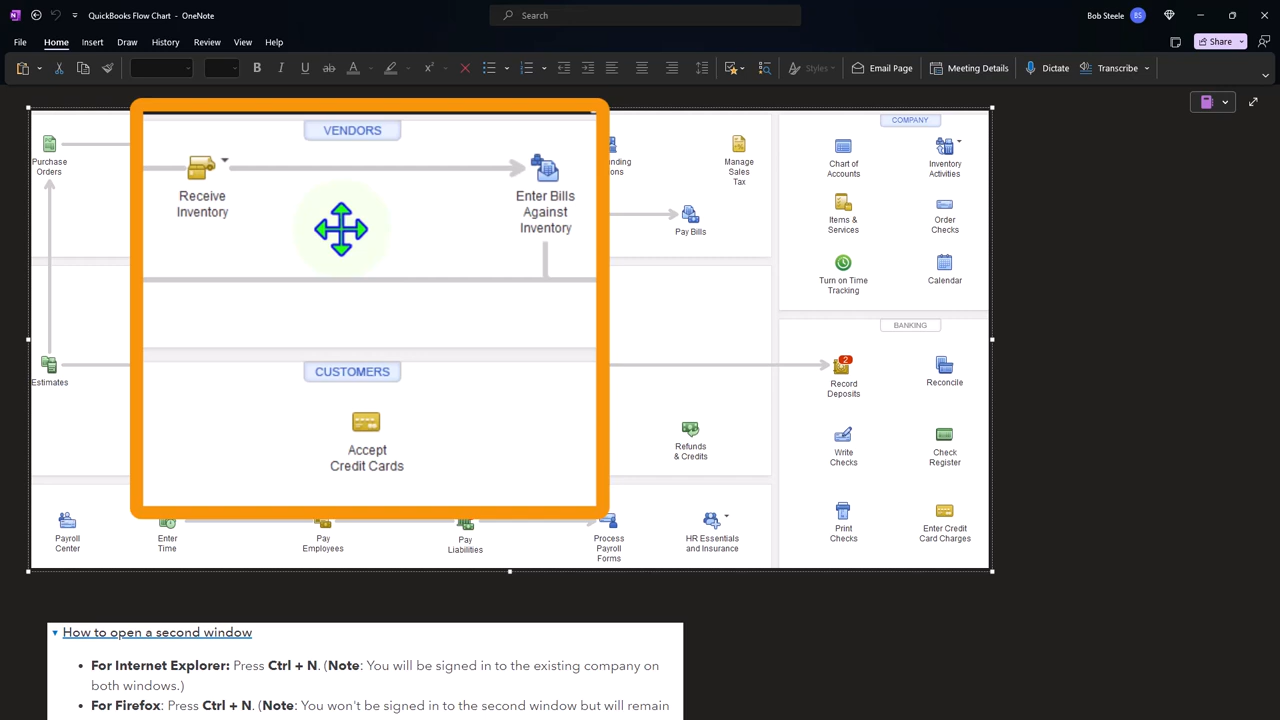 QuickBooks Flow Chart - OneNote
Search
Bob Steele
BS
File
Home
Insert
Draw
History
Review
View
Help
Share
B
I
U
ab
A
Styles
Email Page
Meeting Details
Dictate
Transcribe
Purchase
Orders
Estimates
VENDORS
Receive
Inventory
Enter Bills
Against
Inventory
CUSTOMERS
Accept
Credit Cards
Manage
Sales
Tax
Pay Bills
Refunds
& Credits
COMPANY
Chart of
Accounts
Inventory
Activities
Items &
Services
Order
Checks
Turn on Time
Tracking
Calendar
BANKING
2
Record
Deposits
Reconcile
Write
Checks
Check
Register
Print
Checks
Enter Credit
Card Charges
Payroll
Center
Enter
Time
Pay
Employees
Pay
Liabilities
Process
Payroll
Forms
HR Essentials
and Insurance
How to open a second window
• For Internet Explorer: Press Ctrl + N. (Note: You will be signed in to the existing company on
both windows.)
• For Firefox: Press Ctrl + N. (Note: You won't be signed in to the second window but will remain